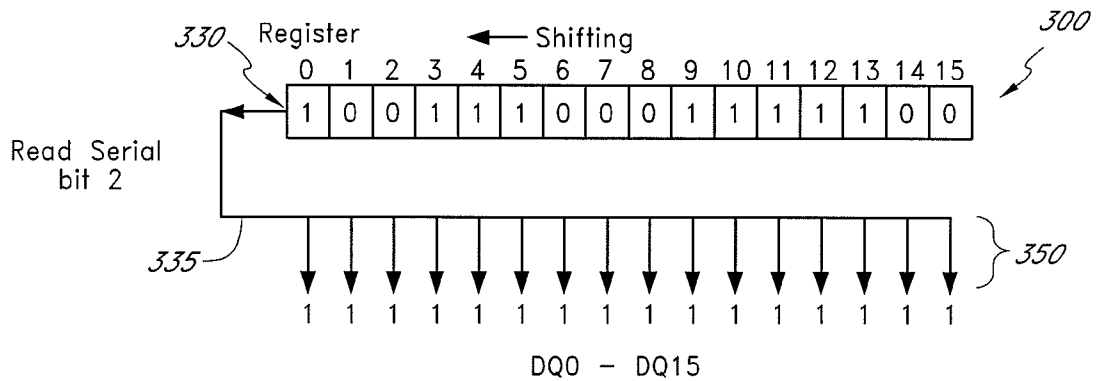 330 Register Shifting 300
0 1 2 3 4 5 6 7 8 9 10 11 12 13 14 15
1 0 0 1 1 1 0 0 0 1 1 1 1 1 0 0
Read Serial
bit 2
335 350
1 1 1 1 1 1 1 1 1 1 1 1 1 1 1 1
DQ0 - DQ15